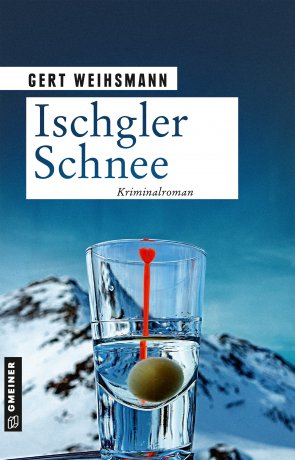 GERT WEIHSMANN
Ischgler
Schnee
Kriminalroman
GMEINER